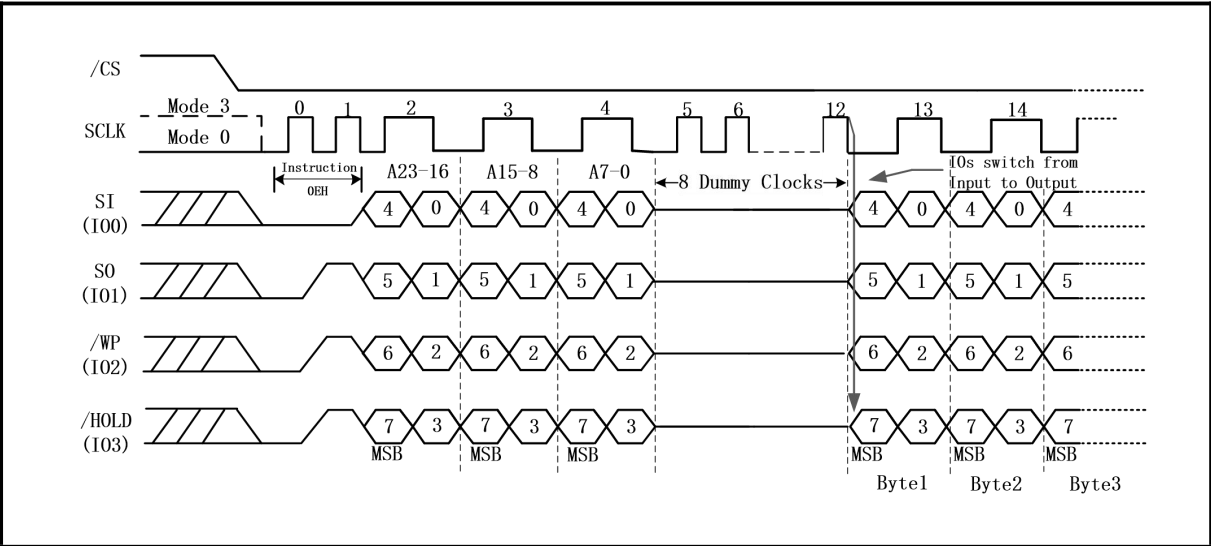 /CS
Mode 3
0 1 2 3 4 5 6 12 13 14
SCLK
Mode 0
Instruction A23-16 A15-8 A7-0 8 Dummy Clocks IOs switch from
0EH Input to Output
SI
(IO0)
4 0 4 0 4 0 4 0 4 0 4
SO
(IO1)
5 1 5 1 5 1 5 1 5 1 5
/WP
(IO2)
6 2 6 2 6 2 6 2 6 2 6
/HOLD
(IO3)
7 3 7 3 7 3 7 3 7 3 7
MSB MSB MSB MSB MSB MSB
Byte1 Byte2 Byte3